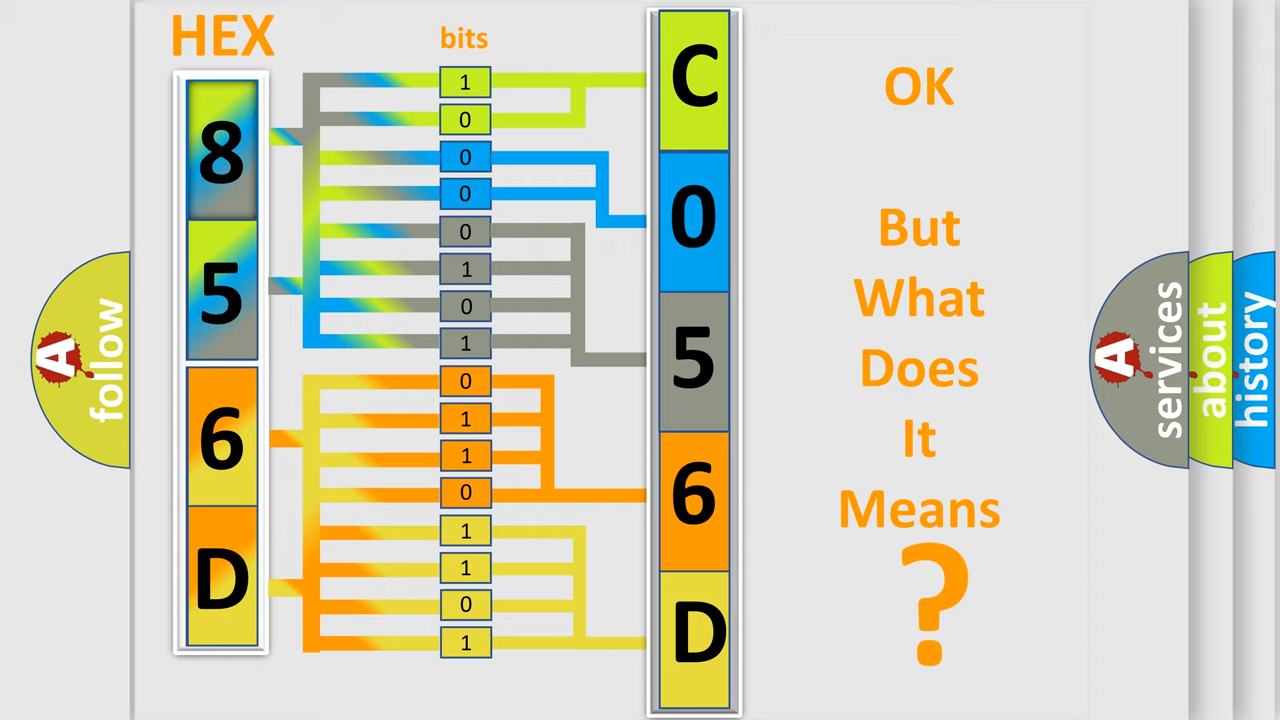 HEX
bits
8
5
6
D
1
0
0
0
0
1
0
1
0
1
1
0
1
1
0
1
C
0
5
6
D
OK
But
What
Does
It
Means
?
A
follow
A
services
about
history